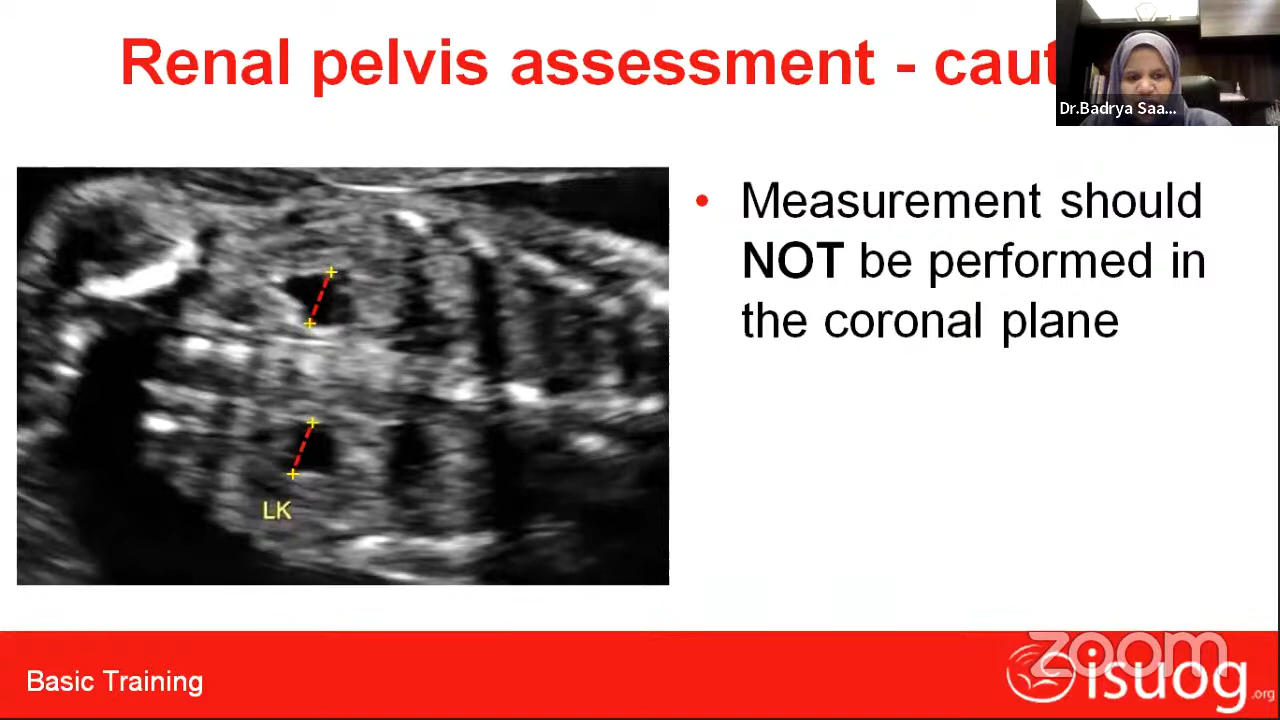 Renal pelvis assessment - caut
Dr.Badrya Saa...
• Measurement should
NOT be performed in
the coronal plane
LK
Basic Training
zoom
isuog.org